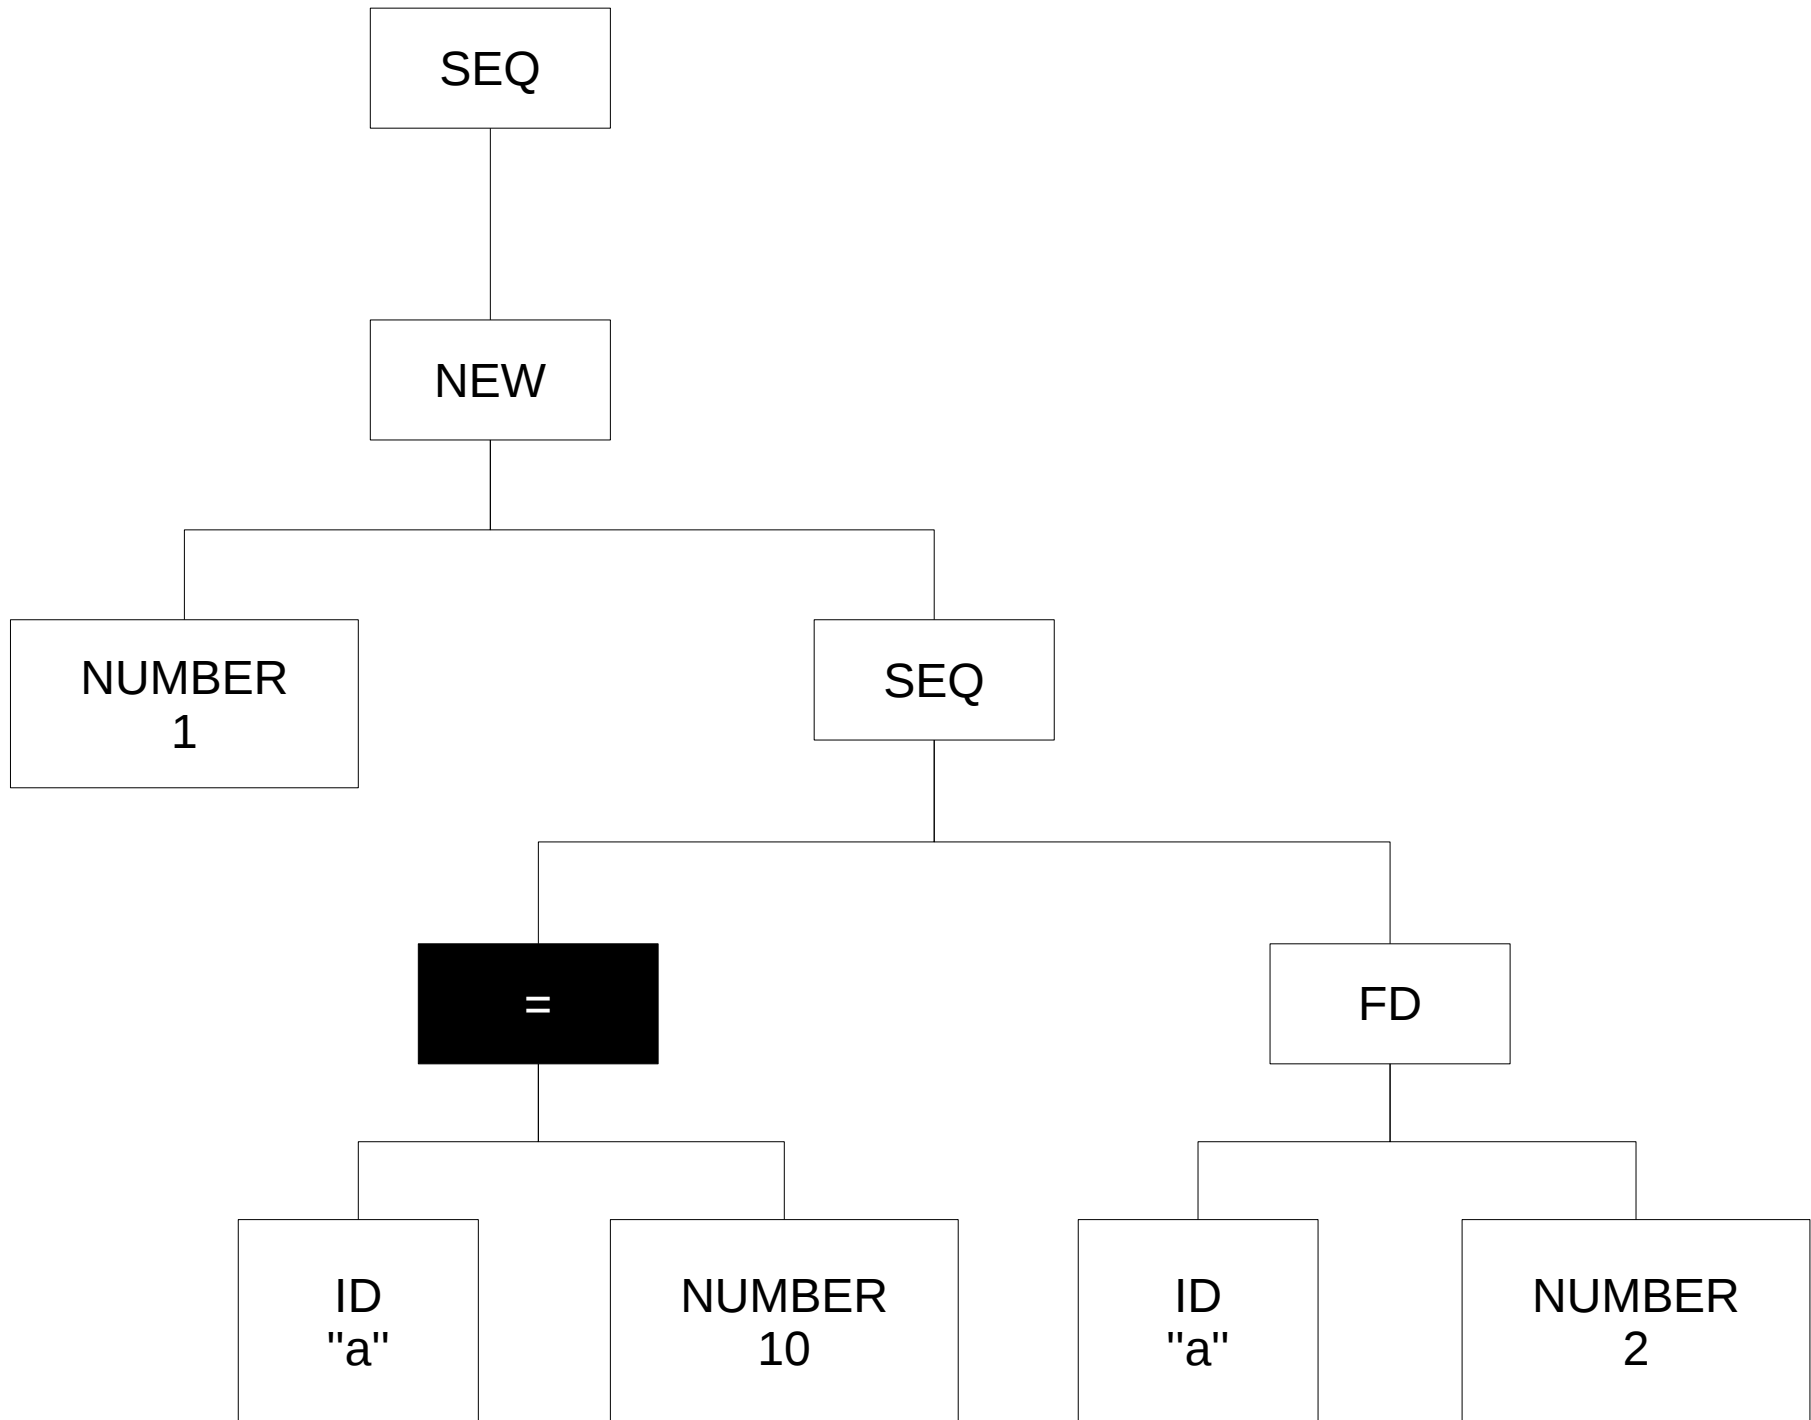 SEQ
NEW
NUMBER
1
SEQ
=
FD
ID
"a"
NUMBER
10
ID
"a"
NUMBER
2